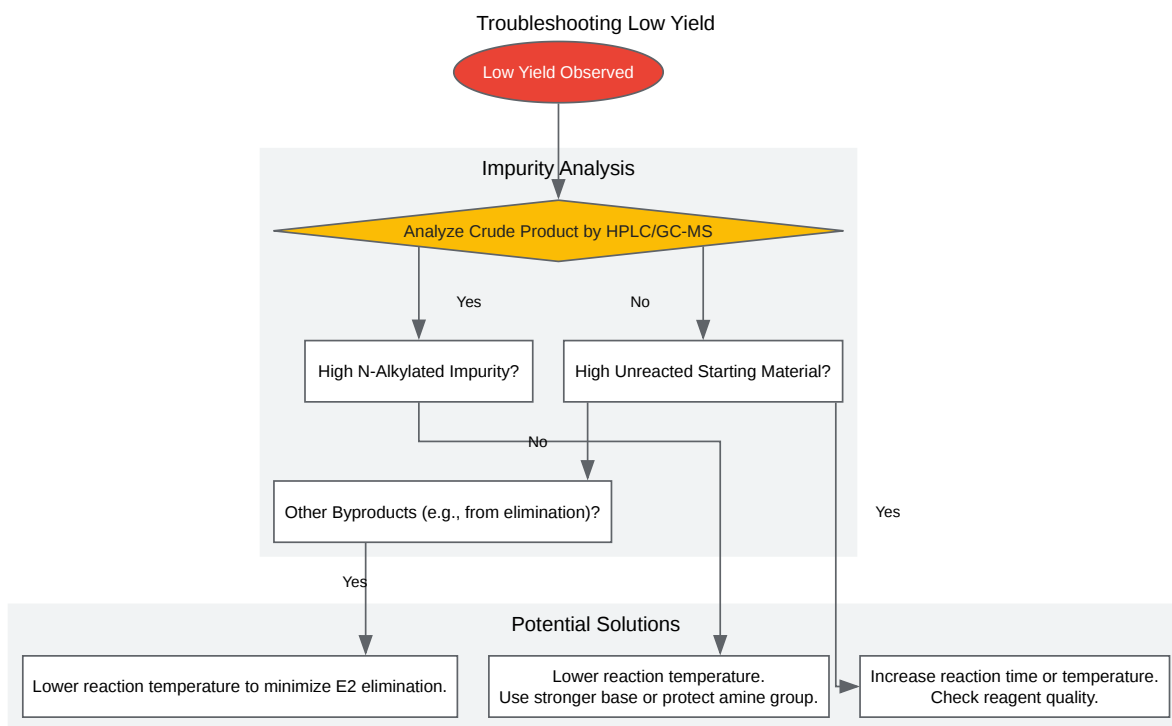 Troubleshooting Low Yield
Low Yield Observed
Impurity Analysis
Analyze Crude Product by HPLC/GC-MS
Yes
No
High N-Alkylated Impurity?
High Unreacted Starting Material?
No
Other Byproducts (e.g., from elimination)?
Yes
Yes
Potential Solutions
Lower reaction temperature to minimize E2 elimination.
Lower reaction temperature.
Use stronger base or protect amine group.
Increase reaction time or temperature.
Check reagent quality.